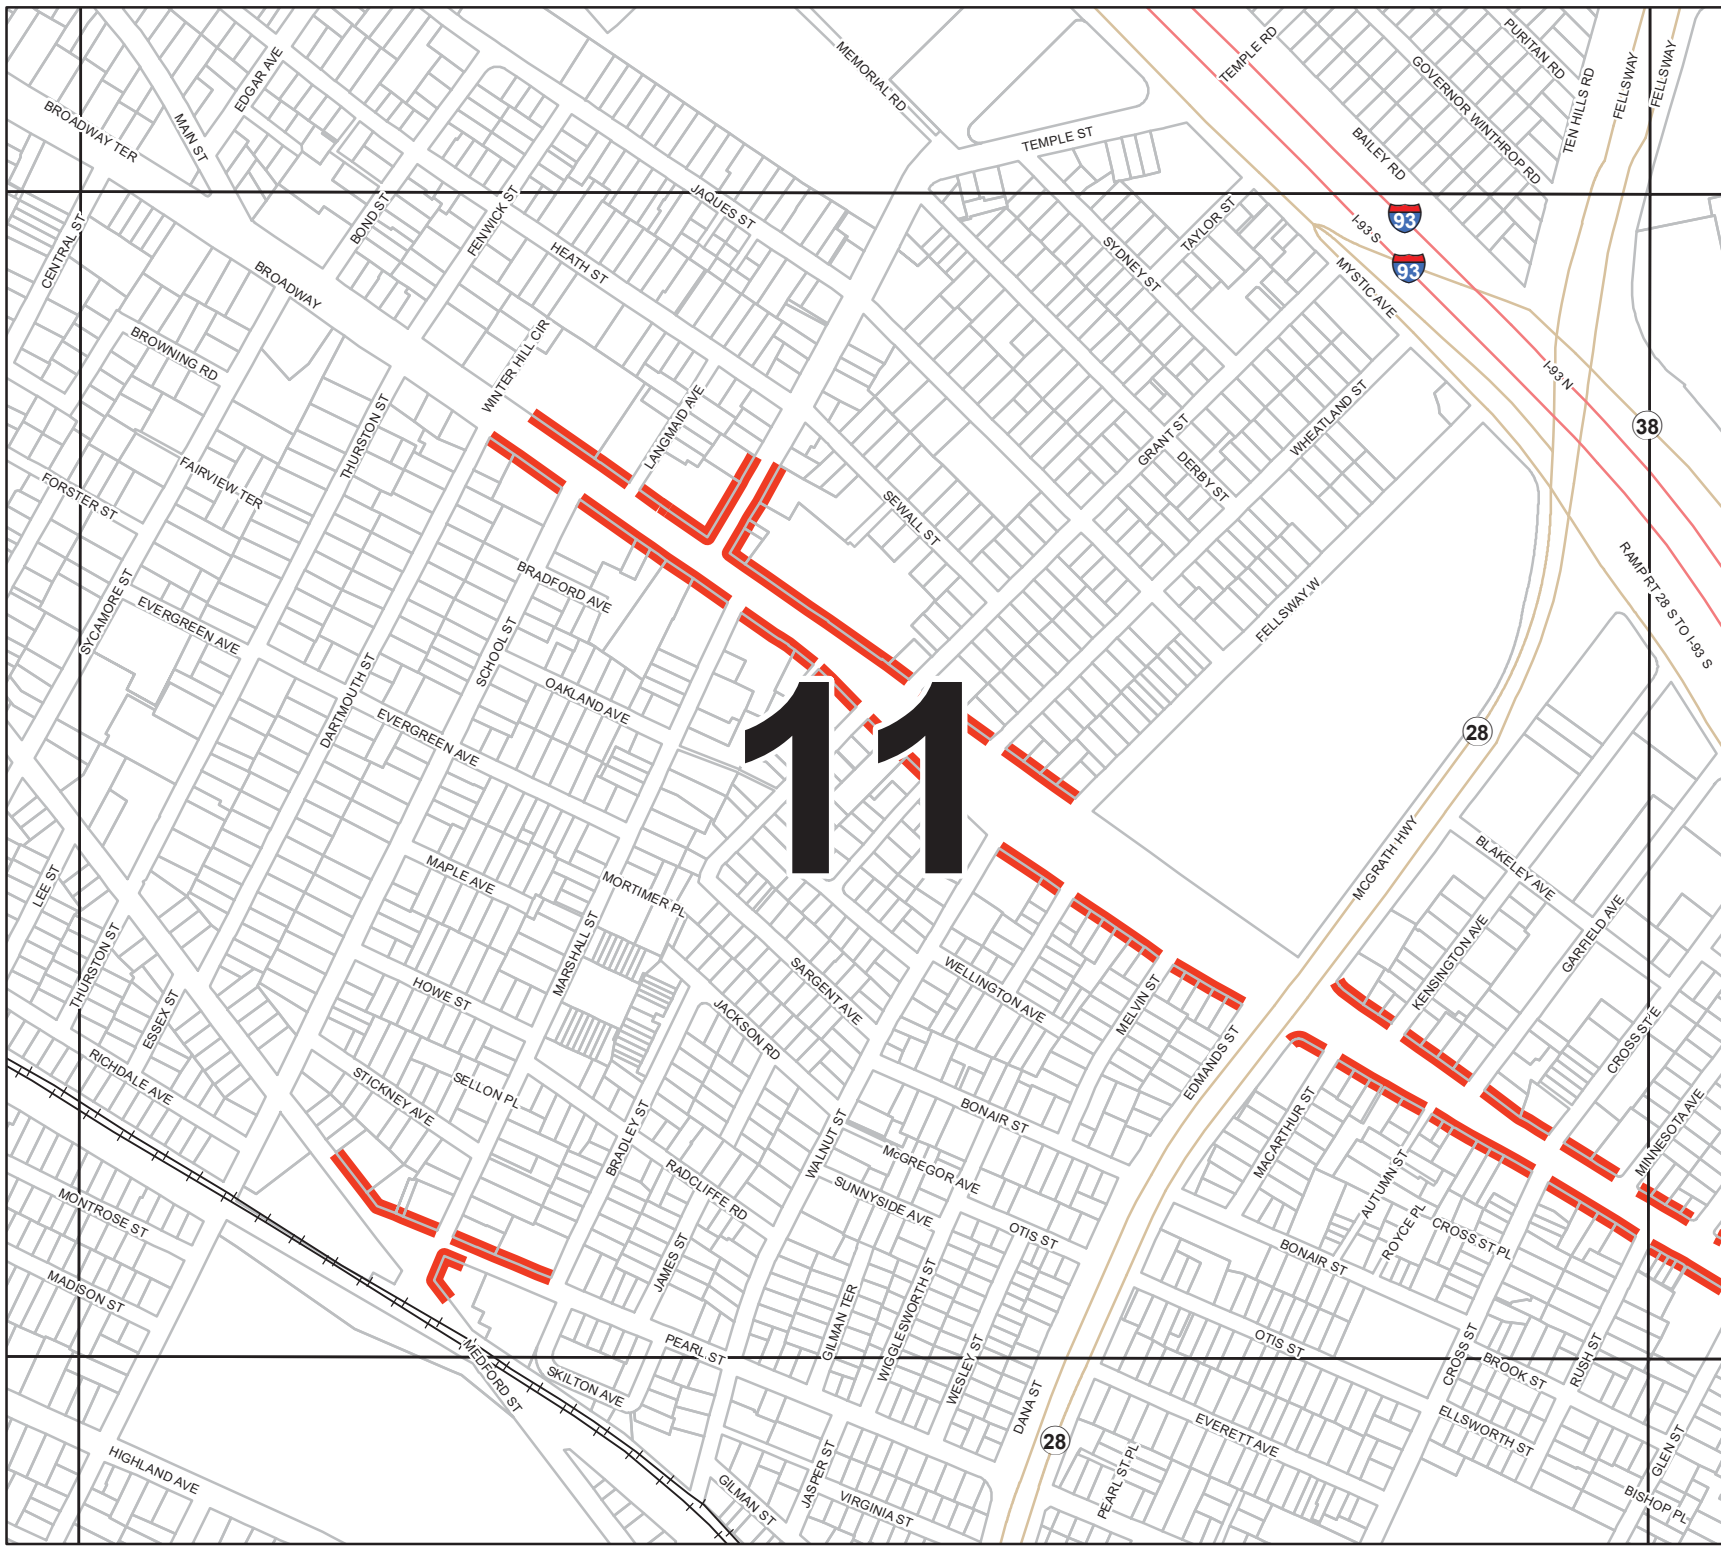 MEMORIAL RD
TEMPLE RD
PURITAN RD
GOVERNOR WINTHROP RD
FELLSWAY
FELLSWAY
TEN HILLS RD
EDGAR AVE
MAIN ST
BROADWAY TER
TEMPLE ST
BAILEY RD
JAQUES ST
BOND ST
FENWICK ST
CENTRAL ST
HEATH ST
BROADWAY
SYDNEY ST
TAYLOR ST
I-93 S
93
93
MYSTIC AVE
BROWNING RD
WINTER HILL CIR
I-93 N
LANGMAID AVE
THURSTON ST
GRANT ST
WHEATLAND ST
DERBY ST
38
FORSTER ST
FAIRVIEW TER
SEWALL ST
BRADFORD AVE
SYCAMORE ST
EVERGREEN AVE
FELLSWAY W
RAMP RT 28 S TO I-93 S
SCHOOL ST
DARTMOUTH ST
OAKLAND AVE
EVERGREEN AVE
11
28
MCGRATH HWY
BLAKELEY AVE
LEE ST
MAPLE AVE
MORTIMER PL
MARSHALL ST
THURSTON ST
KENSINGTON AVE
GARFIELD AVE
HOWE ST
SARGENT AVE
WELLINGTON AVE
MELVIN ST
ESSEX ST
JACKSON RD
EDMANDS ST
CROSS ST E
RICHDALE AVE
STICKNEY AVE
SELLON PL
BRADLEY ST
WALNUT ST
BONAIR ST
MACARTHUR ST
MINNESOTA AVE
McGREGOR AVE
RADCLIFFE RD
SUNNYSIDE AVE
AUTUMN ST
MONTROSE ST
OTIS ST
ROYCE PL
CROSS ST PL
BONAIR ST
MADISON ST
JAMES ST
GILMAN TER
WIGGLESWORTH ST
WESLEY ST
PEARL ST
MEDFORD ST
SKILTON AVE
OTIS ST
CROSS ST
BROOK ST
RUSH ST
DANA ST
28
EVERETT AVE
ELLSWORTH ST
GLEN ST
HIGHLAND AVE
GILMAN ST
JASPER ST
VIRGINIA ST
PEARL ST PL
BISHOP PL